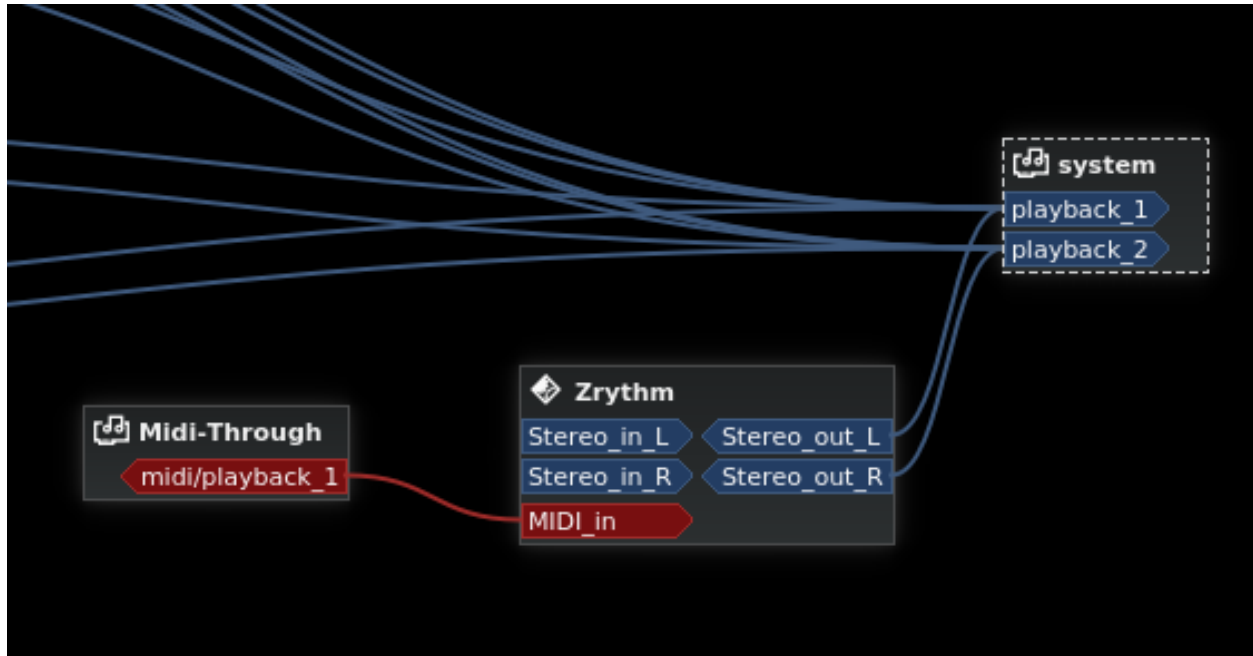 system
playback_1
playback_2
Zrythm
Stereo_in_L Stereo_out_L
Stereo_in_R Stereo_out_R
MIDI_in
Midi-Through
midi/playback_1